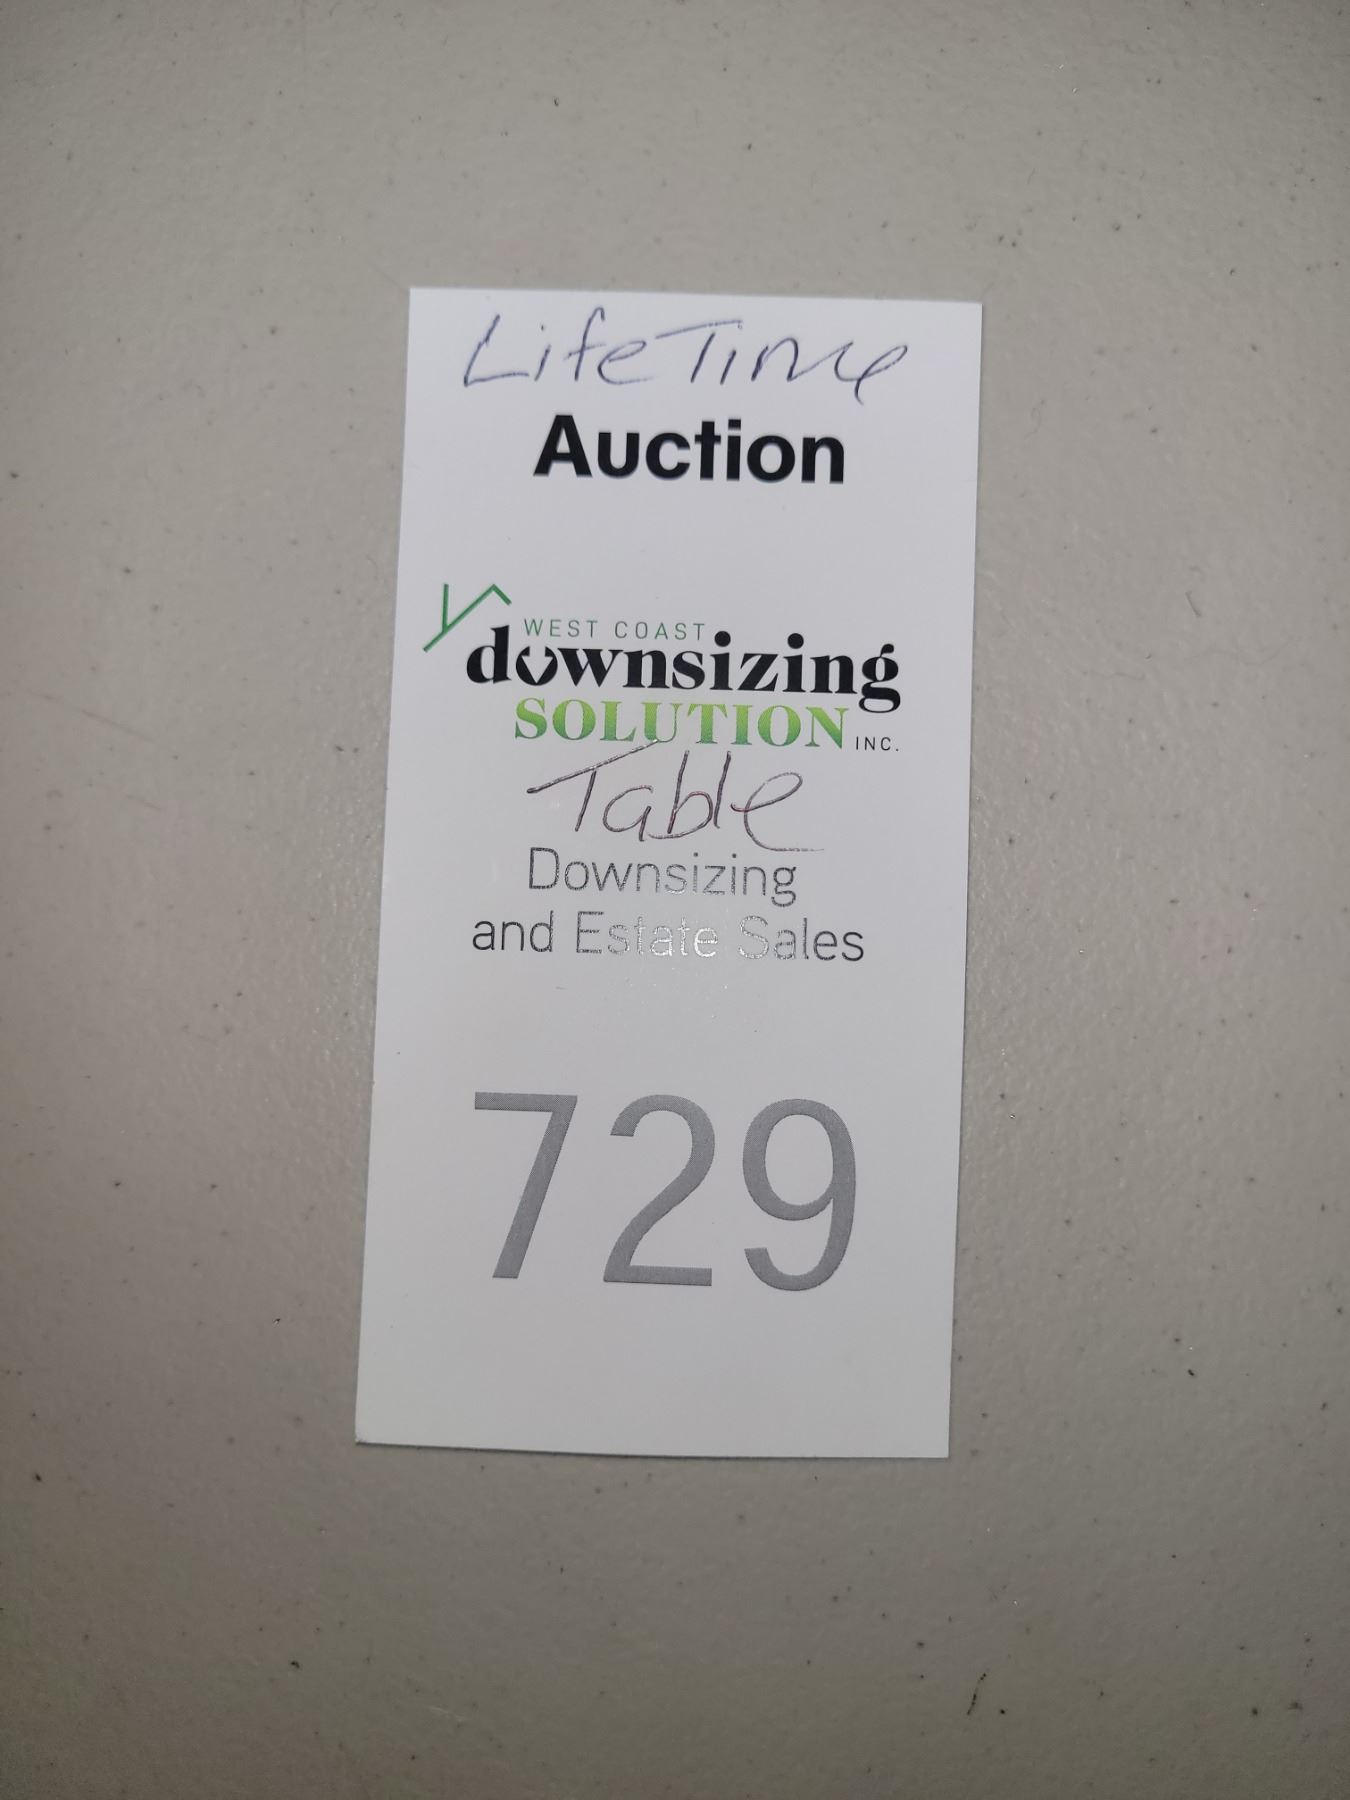 LifeTime
Auction
WEST COAST
downsizing
SOLUTION INC.
Table
Downsizing
and Estate Sales
729